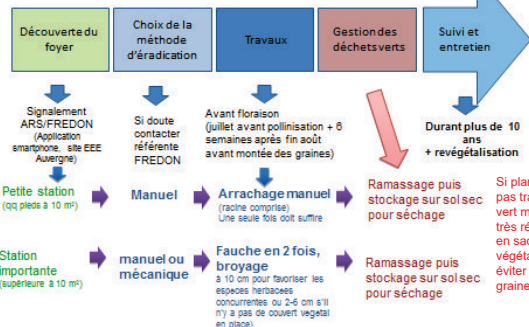 Découverte du
foyer
Choix de la
méthode
d'éradication
Travaux
Gestion des
déchets verts
Suivi et
entretien
Signalement
ARS/FREDON
(Application
smartphone, site EEE
Auvergne)
Si doute
contacter
référente
FREDON
Avant floraison
(juillet avant pollinisation + 6
semaines après fin août
avant montée des graines)
Durant plus de 10
ans
+ revégétalisation
Petite station
(qq pieds à 10 m²)
Manuel
Arrachage manuel
(racine comprise)
Une seule fois doit suffire
Ramassage puis
stockage sur sol sec
pour séchage
Si plan
pas tra
vert m
très ré
en sac
végéta
éviter
graine
Station
importante
(supérieure à 10 m²)
manuel ou
mécanique
Fauche en 2 fois,
broyage
à 10 cm pour favoriser les
espèces herbacées
concurrentes ou 2-6 cm s'il
n'y a pas de couvert végétal
en place)
Ramassage puis
stockage sur sol sec
pour séchage